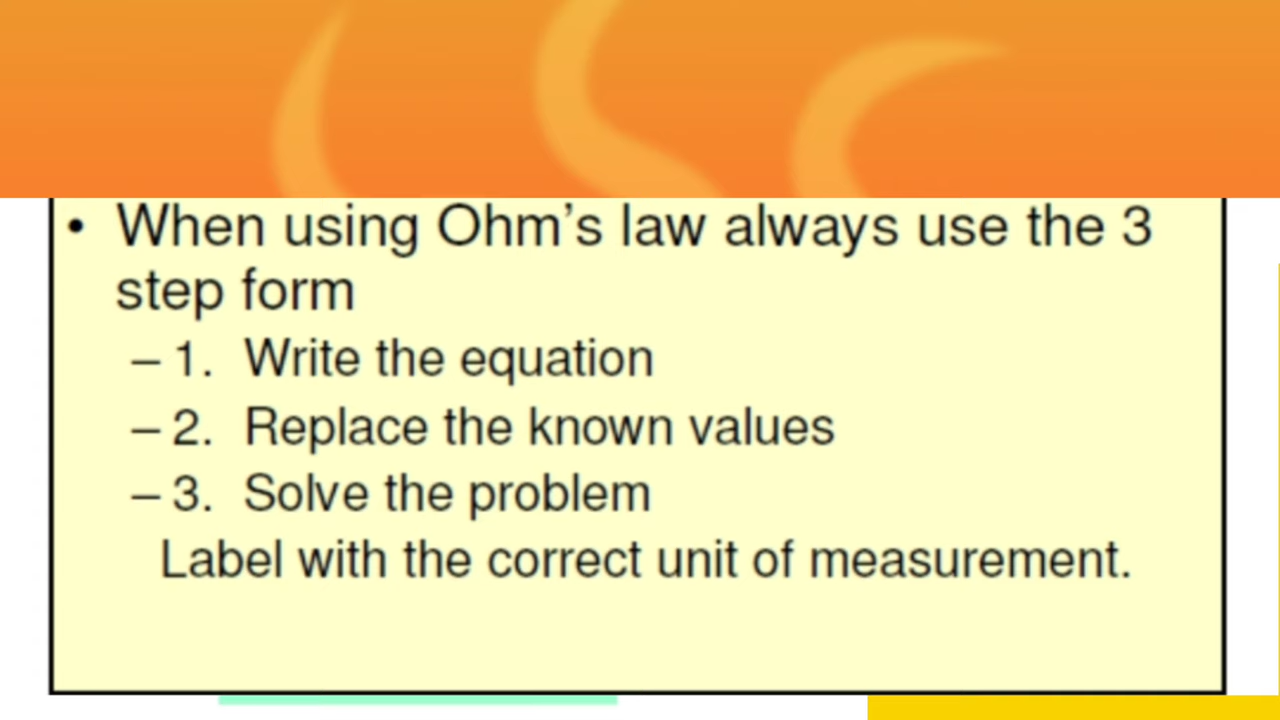 • When using Ohm's law always use the 3
step form
– 1. Write the equation
– 2. Replace the known values
– 3. Solve the problem
Label with the correct unit of measurement.